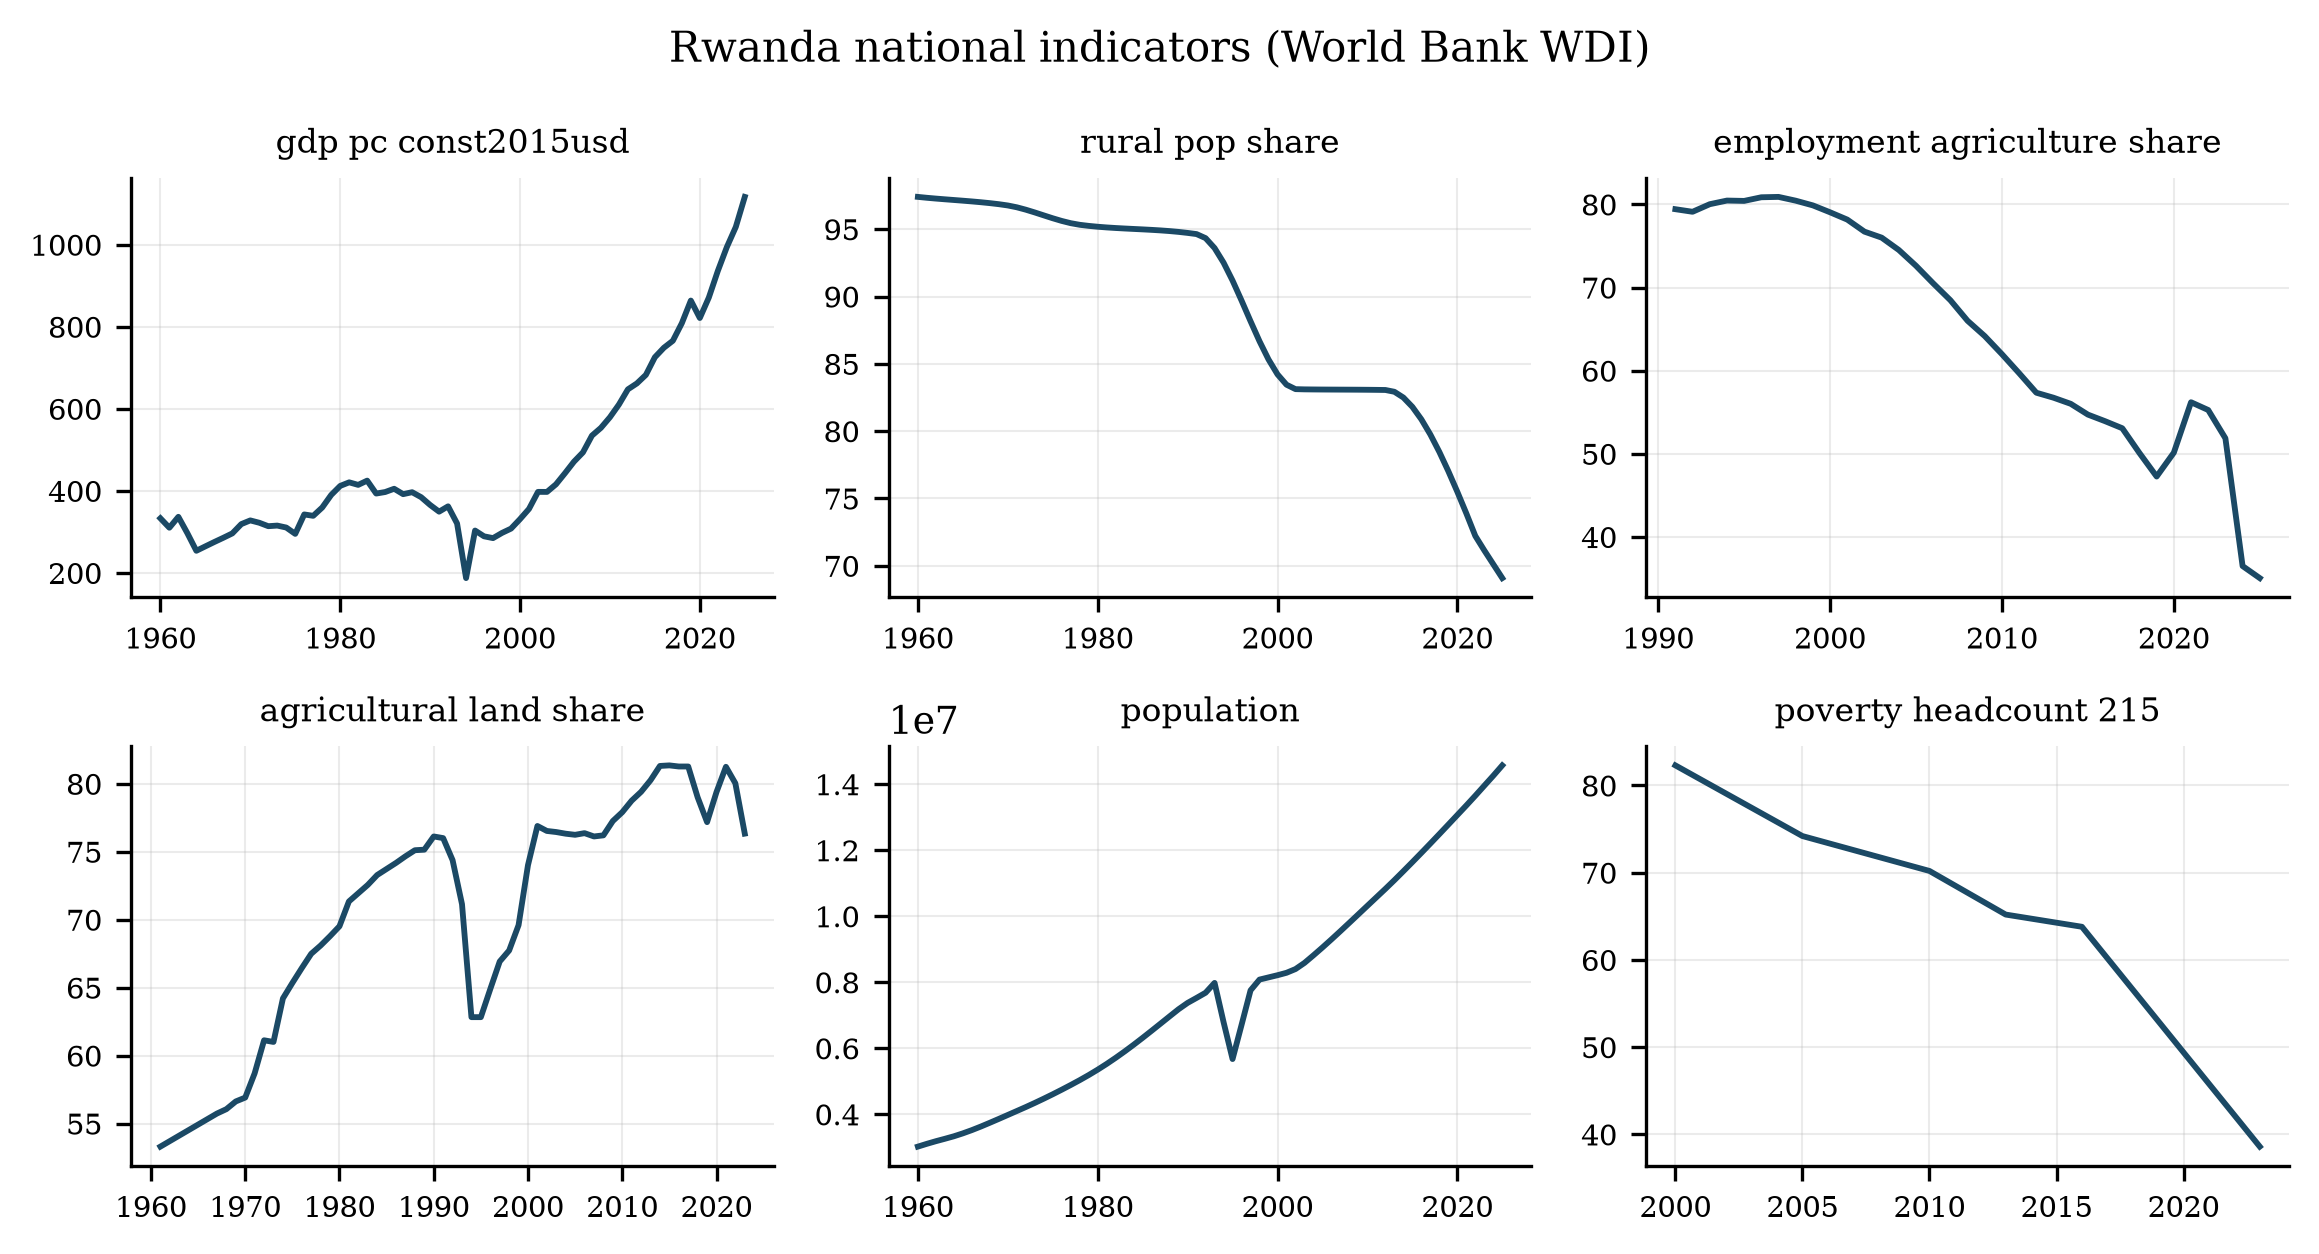 Rwanda national indicators (World Bank WDI)
gdp pc const2015usd
1000
800
600
400
200
1960 1980 2000 2020
rural pop share
95
90
85
80
75
70
1960 1980 2000 2020
employment agriculture share
80
70
60
50
40
1990 2000 2010 2020
agricultural land share
80
75
70
65
60
55
1960 1970 1980 1990 2000 2010 2020
1e7 population
1.4
1.2
1.0
0.8
0.6
0.4
1960 1980 2000 2020
poverty headcount 215
80
70
60
50
40
2000 2005 2010 2015 2020